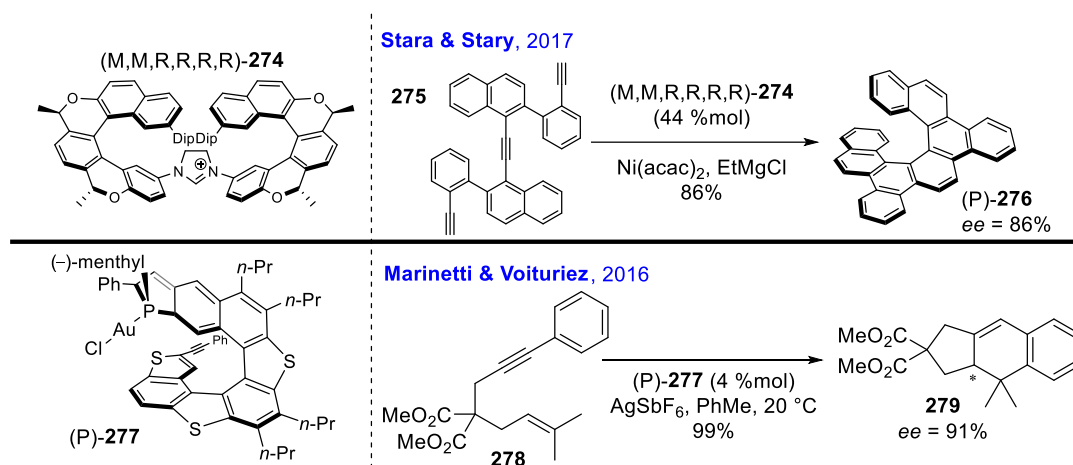 Stara & Stary, 2017
(M,M,R,R,R,R)-274
O
O
DipDip
N
N
+
O
O
275
(M,M,R,R,R,R)-274
(44 %mol)
Ni(acac)2, EtMgCl
86%
(P)-276
ee = 86%
Marinetti & Voituriez, 2016
(–)-menthyl
Ph
P
Au
Cl
n-Pr
n-Pr
S
Ph
S
S
n-Pr
n-Pr
(P)-277
MeO2C
MeO2C
278
(P)-277 (4 %mol)
AgSbF6, PhMe, 20 °C
99%
MeO2C
MeO2C
*
279
ee = 91%